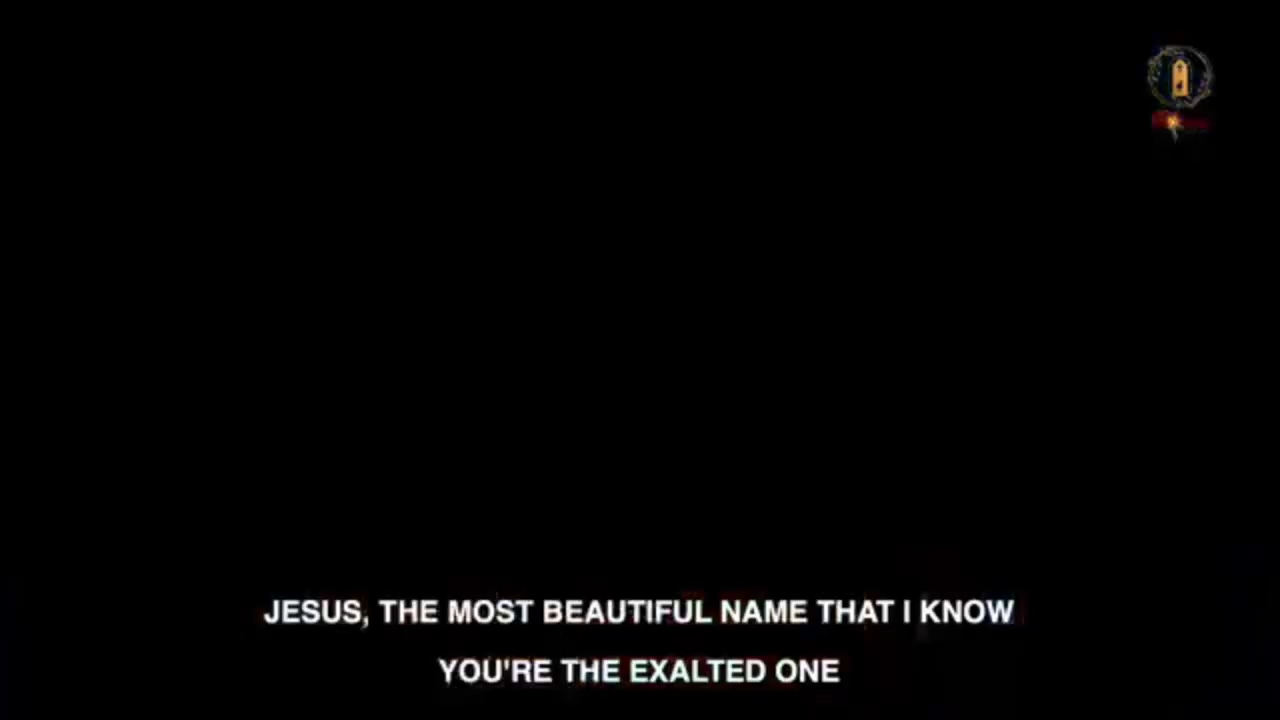 JESUS, THE MOST BEAUTIFUL NAME THAT I KNOW
YOU'RE THE EXALTED ONE